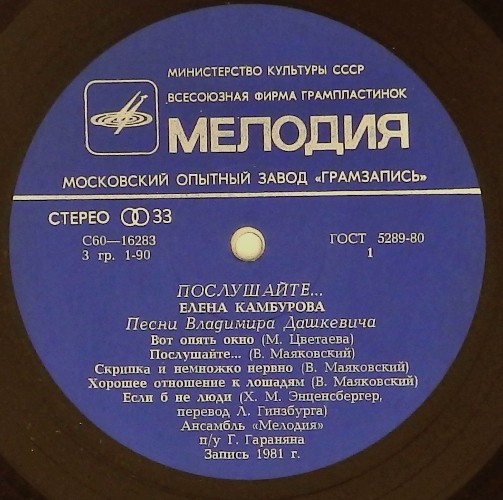 МИНИСТЕРСТВО КУЛЬТУРЫ СССР
ВСЕСОЮЗНАЯ ФИРМА ГРАМПЛАСТИНОК
МЕЛОДИЯ
МОСКОВСКИЙ ОПЫТНЫЙ ЗАВОД «ГРАМЗАПИСЬ»
СТЕРЕО 33
С60—16283 ГОСТ 5289-80
3 гр. 1-90 1
ПОСЛУШАЙТЕ...
ЕЛЕНА КАМБУРОВА
Песни Владимира Дашкевича
Вот опять окно (М. Цветаева)
Послушайте... (В. Маяковский)
Скрипка и немножко нервно (В. Маяковский)
Хорошее отношение к лошадям (В. Маяковский)
Если б не люди (Х. М. Энценсбергер,
перевод Л. Гинзбурга)
Ансамбль «Мелодия»
п/у Г. Гараняна
Запись 1981 г.